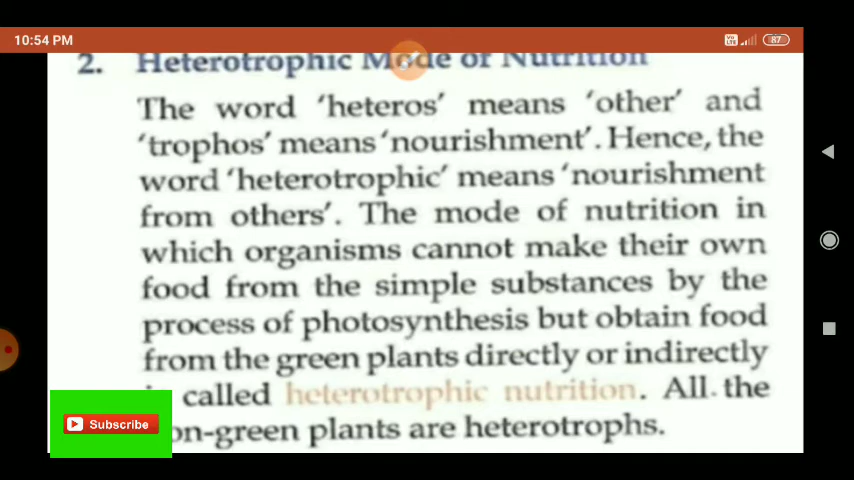 10:54 PM
Vo LTE
87
2. Heterotrophic Mode of Nutrition
The word 'heteros' means 'other' and
'trophos' means 'nourishment'. Hence, the
word 'heterotrophic' means 'nourishment
from others'. The mode of nutrition in
which organisms cannot make their own
food from the simple substances by the
process of photosynthesis but obtain food
from the green plants directly or indirectly
called heterotrophic nutrition. All the
on-green plants are heterotrophs.
Subscribe